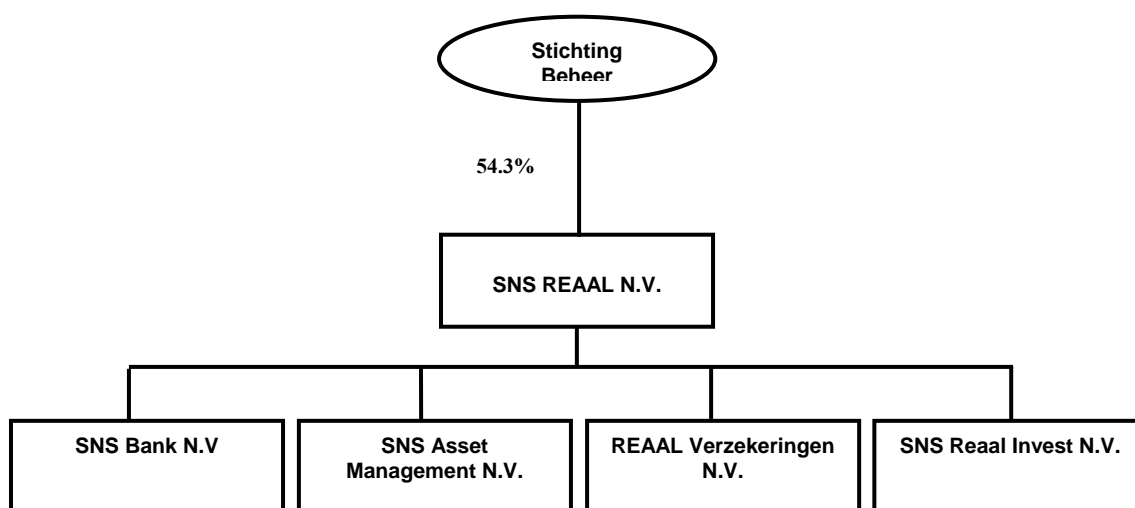 Stichting
Beheer
54.3%
SNS REAAL N.V.
SNS Bank N.V
SNS Asset
Management N.V.
REAAL Verzekeringen
N.V.
SNS Reaal Invest N.V.